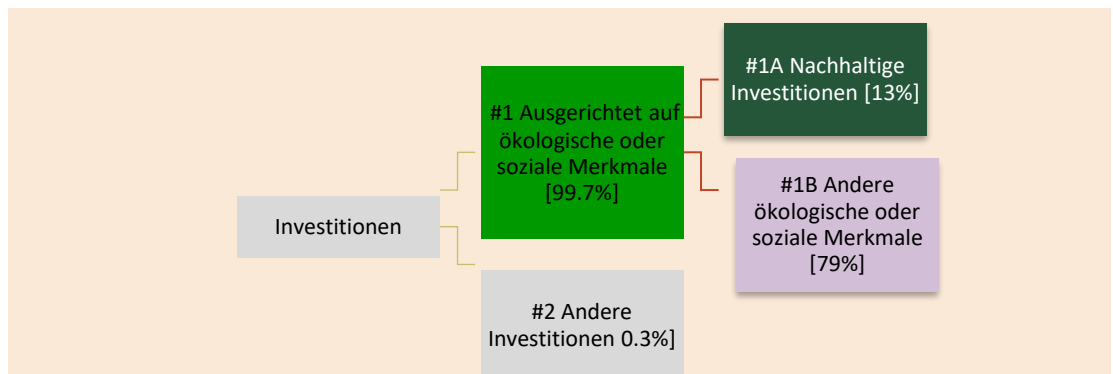 Investitionen
#1 Ausgerichtet auf
ökologische oder
soziale Merkmale
[99.7%]
#2 Andere
Investitionen 0.3%]
#1A Nachhaltige
Investitionen [13%]
#1B Andere
ökologische oder
soziale Merkmale
[79%]